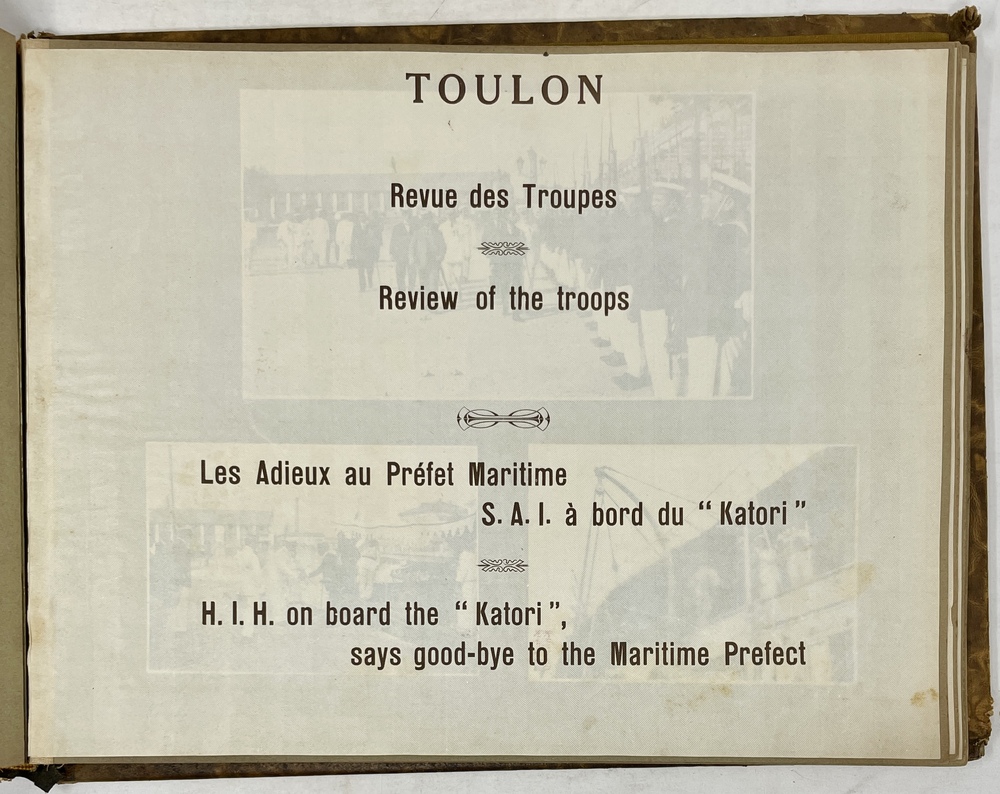 TOULON
Revue des Troupes
Review of the troops
Les Adieux au Préfet Maritime
S. A. I. à bord du “ Katori ”
H. I. H. on board the “ Katori ”,
says good-bye to the Maritime Prefect